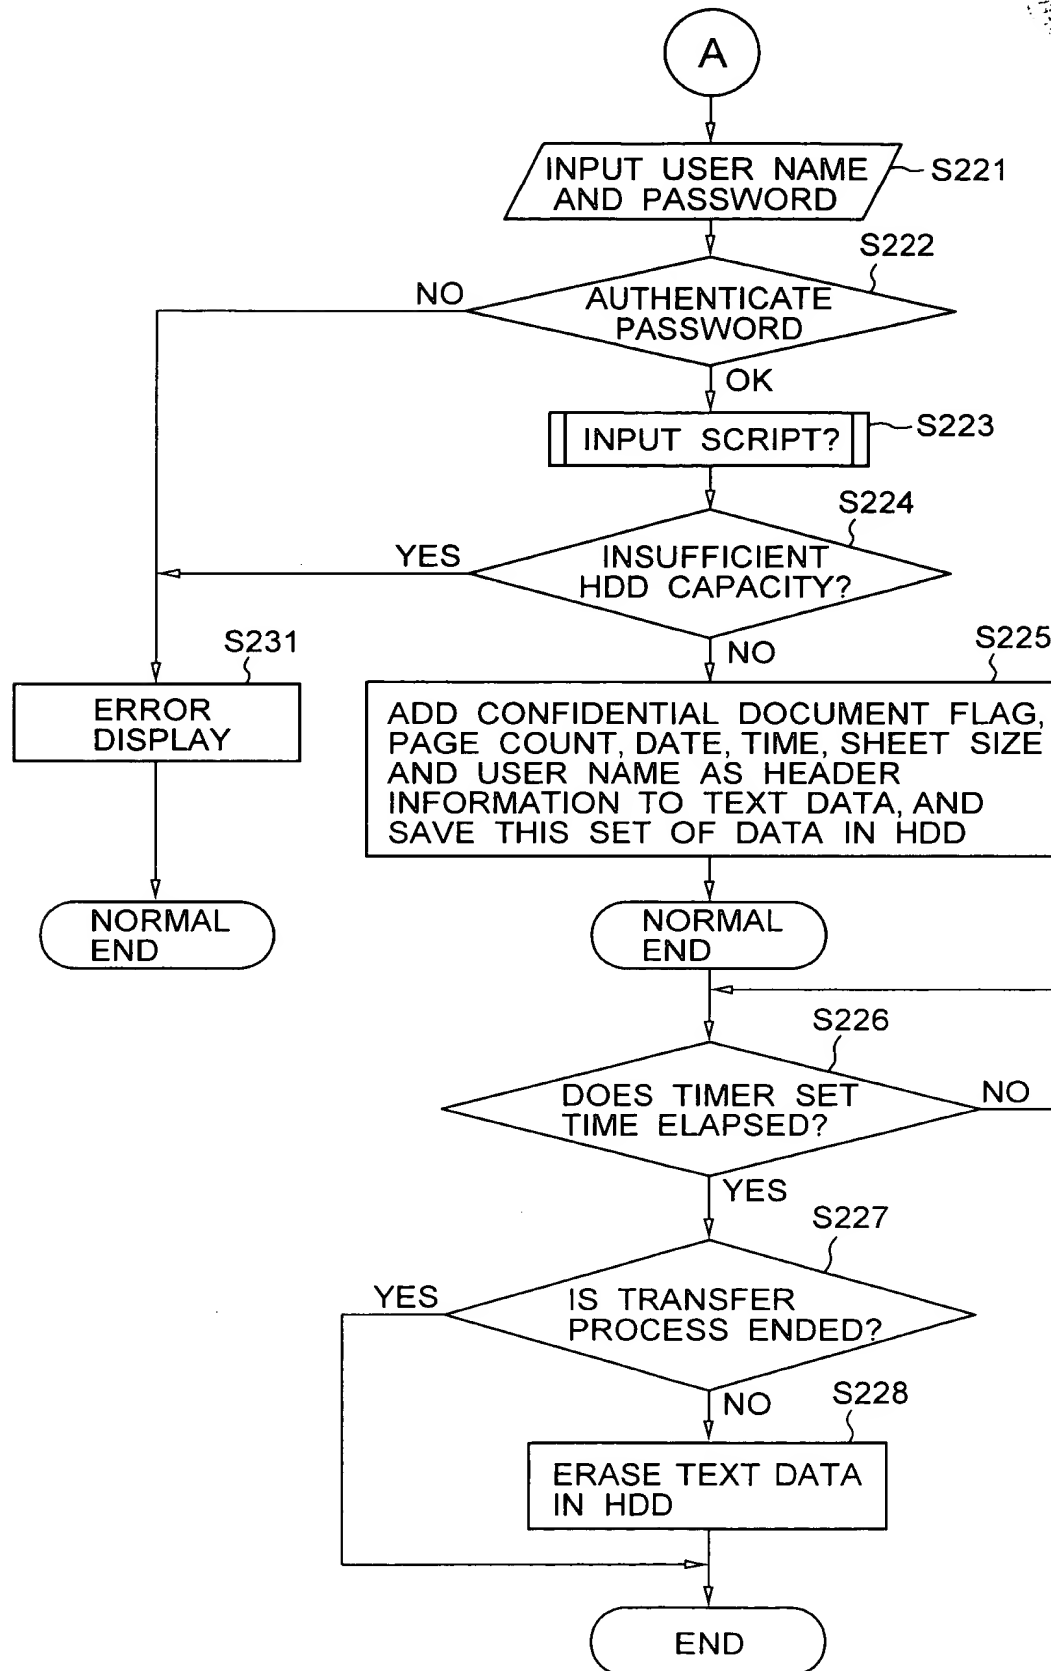 A
INPUT USER NAME
AND PASSWORD
S221
S222
NO
AUTHENTICATE
PASSWORD
OK
INPUT SCRIPT?
S223
S224
YES
INSUFFICIENT
HDD CAPACITY?
NO
S231
S225
ERROR
DISPLAY
ADD CONFIDENTIAL DOCUMENT FLAG,
PAGE COUNT, DATE, TIME, SHEET SIZE
AND USER NAME AS HEADER
INFORMATION TO TEXT DATA, AND
SAVE THIS SET OF DATA IN HDD
NORMAL
END
NORMAL
END
S226
DOES TIMER SET
TIME ELAPSED?
NO
YES
S227
YES
IS TRANSFER
PROCESS ENDED?
NO
S228
ERASE TEXT DATA
IN HDD
END